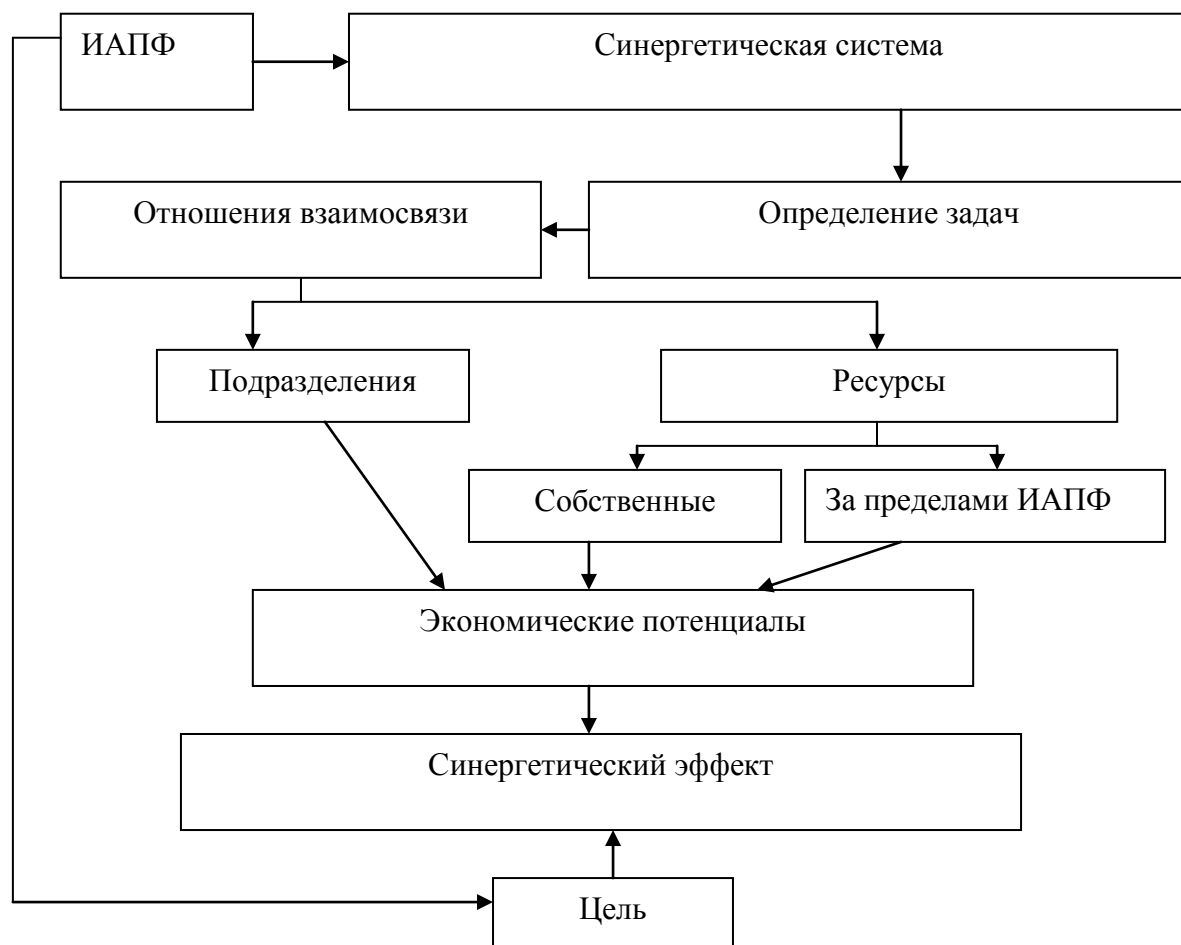 ИАПФ
Синергетическая система
Отношения взаимосвязи
Определение задач
Подразделения
Ресурсы
Собственные
За пределами ИАПФ
Экономические потенциалы
Синергетический эффект
Цель